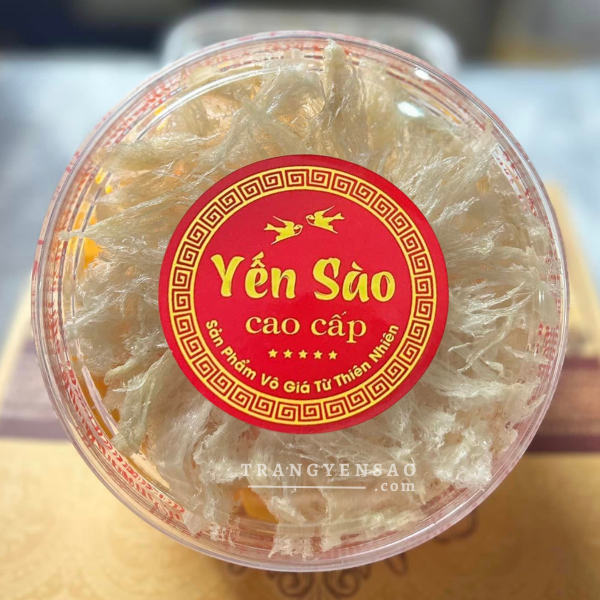 Yến Sào
cao cấp
Sản Phẩm Vô Giá Từ Thiên Nhiên
TRANGYENSAO
.com